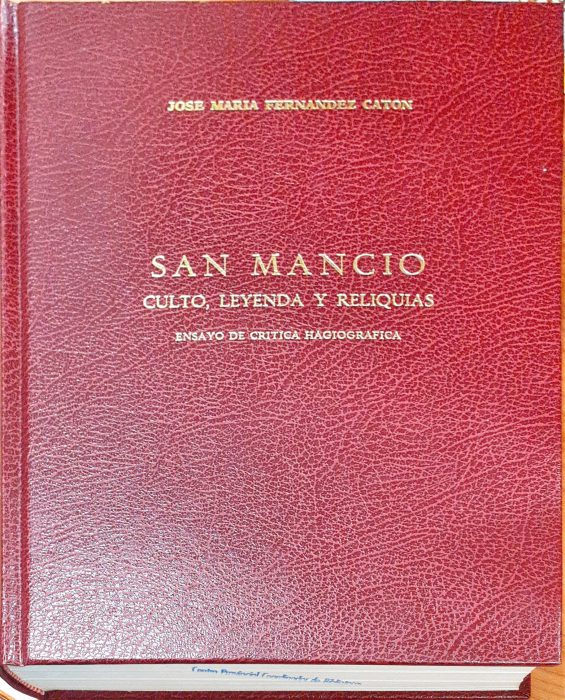 JOSE MARIA FERNANDEZ CATON
SAN MANCIO
CULTO, LEYENDA Y RELIQUIAS
ENSAYO DE CRITICA HAGIOGRAFICA